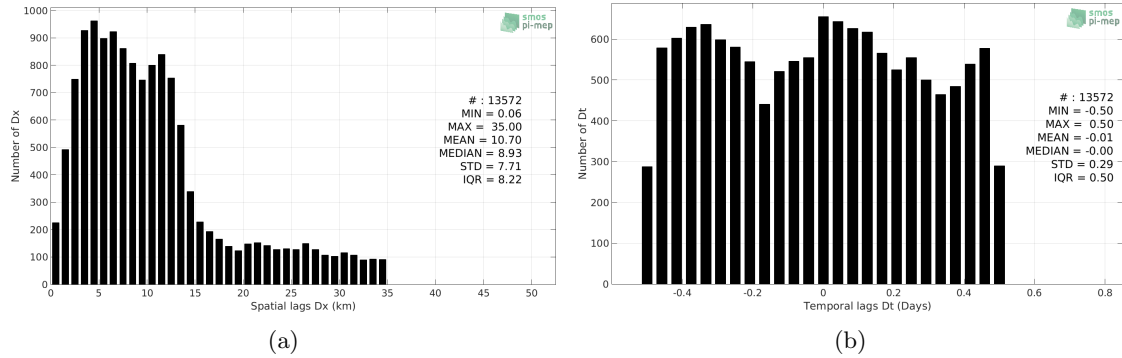 1000
900
800
700
600
500
400
300
200
100
0
0 5 10 15 20 25 30 35 40 45 50
Spatial lags Dx (km)
Number of Dx
smos
pi-mep
# : 13572
MIN = 0.06
MAX = 35.00
MEAN = 10.70
MEDIAN = 8.93
STD = 7.71
IQR = 8.22
(a)
600
500
400
300
200
100
0
-0.4 -0.2 0 0.2 0.4 0.6 0.8
Temporal lags Dt (Days)
Number of Dt
smos
pi-mep
# : 13572
MIN = -0.50
MAX = 0.50
MEAN = -0.01
MEDIAN = -0.00
STD = 0.29
IQR = 0.50
(b)